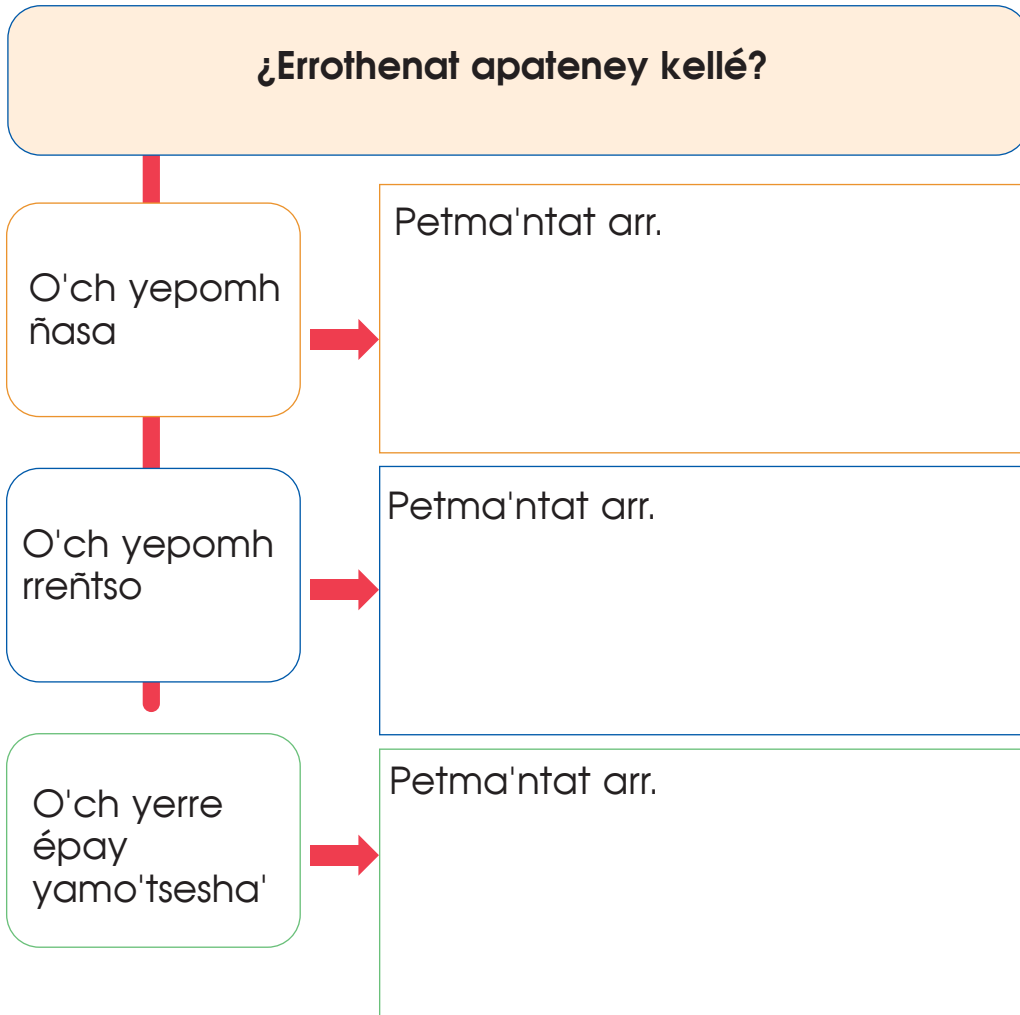 ¿Errothenat apateney kellé?
O'ch yepomh
ñasa
Petma'ntat arr.
O'ch yepomh
rreñtso
Petma'ntat arr.
O'ch yerre
épay
yamo'tsesha'
Petma'ntat arr.